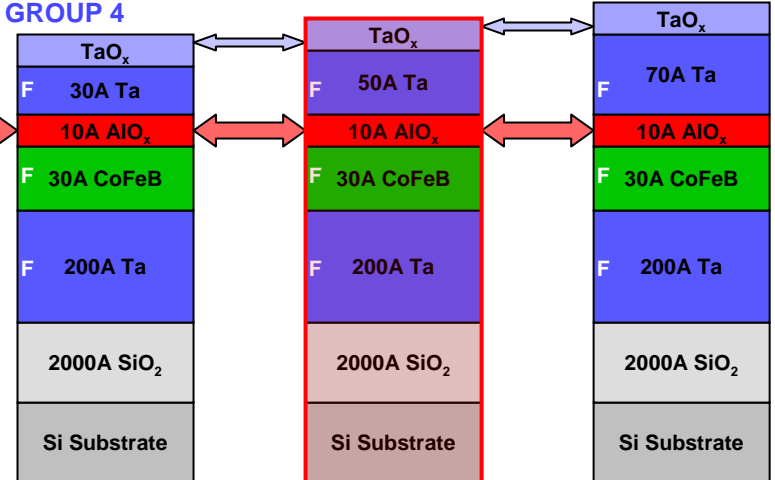 GROUP 4
TaOx
F 30A Ta
10A AlOx
F 30A CoFeB
F 200A Ta
2000A SiO2
Si Substrate
TaOx
F 50A Ta
10A AlOx
F 30A CoFeB
F 200A Ta
2000A SiO2
Si Substrate
TaOx
F 70A Ta
10A AlOx
F 30A CoFeB
F 200A Ta
2000A SiO2
Si Substrate